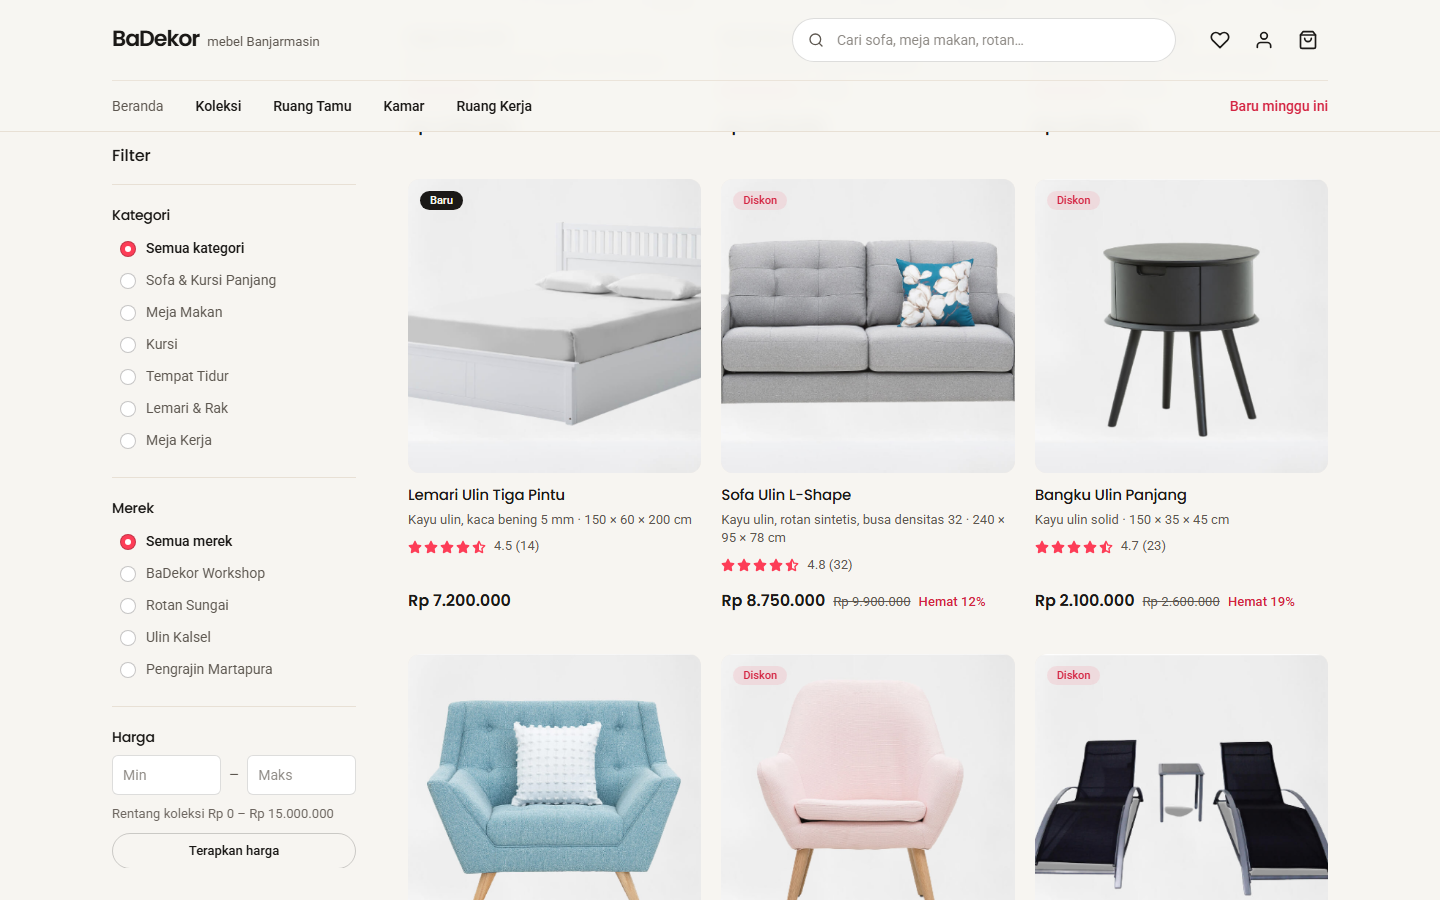 BaDekor mebel Banjarmasin
Cari sofa, meja makan, rotan…
Beranda Koleksi Ruang Tamu Kamar Ruang Kerja Baru minggu ini
Filter
Kategori
Semua kategori
Sofa & Kursi Panjang
Meja Makan
Kursi
Tempat Tidur
Lemari & Rak
Meja Kerja
Merek
Semua merek
BaDekor Workshop
Rotan Sungai
Ulin Kalsel
Pengrajin Martapura
Harga
Min – Maks
Rentang koleksi Rp 0 – Rp 15.000.000
Terapkan harga
Baru
Lemari Ulin Tiga Pintu
Kayu ulin, kaca bening 5 mm · 150 × 60 × 200 cm
4.5 (14)
Rp 7.200.000
Diskon
Sofa Ulin L-Shape
Kayu ulin, rotan sintetis, busa densitas 32 · 240 ×
95 × 78 cm
4.8 (32)
Rp 8.750.000 Rp 9.900.000 Hemat 12%
Diskon
Bangku Ulin Panjang
Kayu ulin solid · 150 × 35 × 45 cm
4.7 (23)
Rp 2.100.000 Rp 2.600.000 Hemat 19%
Diskon
Diskon